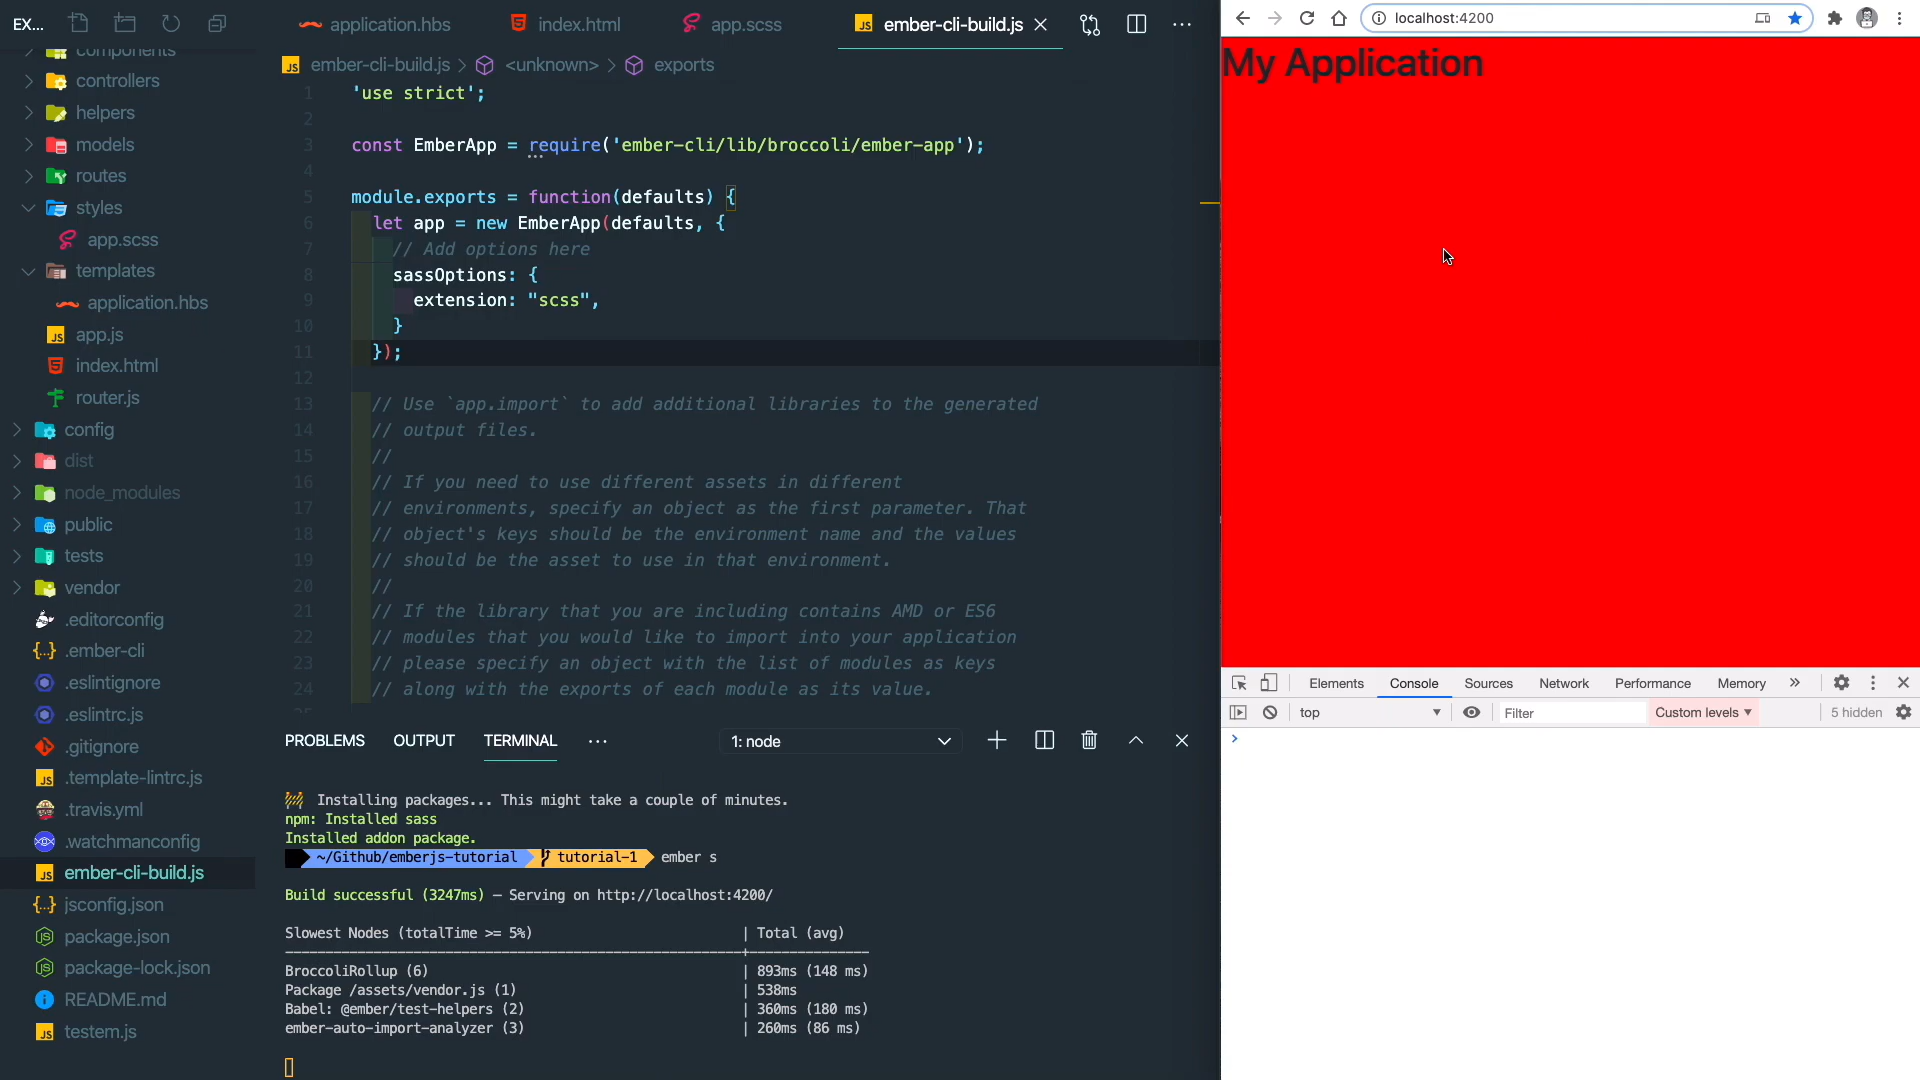 EX...
components
controllers
helpers
models
routes
styles
app.scss
templates
application.hbs
app.js
index.html
router.js
config
dist
node_modules
public
tests
vendor
.editorconfig
.ember-cli
.eslintignore
.eslintrc.js
.gitignore
.template-lintrc.js
.travis.yml
.watchmanconfig
ember-cli-build.js
jsconfig.json
package.json
package-lock.json
README.md
testem.js
application.hbs
index.html
app.scss
ember-cli-build.js
ember-cli-build.js > <unknown> > exports
1 'use strict';
2
3 const EmberApp = require('ember-cli/lib/broccoli/ember-app');
4
5 module.exports = function(defaults) {
6 let app = new EmberApp(defaults, {
7 // Add options here
8 sassOptions: {
9 extension: "scss",
10 }
11 });
12
13 // Use `app.import` to add additional libraries to the generated
14 // output files.
15 //
16 // If you need to use different assets in different
17 // environments, specify an object as the first parameter. That
18 // object's keys should be the environment name and the values
19 // should be the asset to use in that environment.
20 //
21 // If the library that you are including contains AMD or ES6
22 // modules that you would like to import into your application
23 // please specify an object with the list of modules as keys
24 // along with the exports of each module as its value.
PROBLEMS OUTPUT TERMINAL ... 1: node
Installing packages... This might take a couple of minutes.
npm: Installed sass
Installed addon package.
~/Github/emberjs-tutorial tutorial-1 ember s
Build successful (3247ms) – Serving on http://localhost:4200/
Slowest Nodes (totalTime >= 5%) | Total (avg)
BroccoliRollup (6) | 893ms (148 ms)
Package /assets/vendor.js (1) | 538ms
Babel: @ember/test-helpers (2) | 360ms (180 ms)
ember-auto-import-analyzer (3) | 260ms (86 ms)
localhost:4200
My Application
Elements Console Sources Network Performance Memory »
top Filter Custom levels 5 hidden